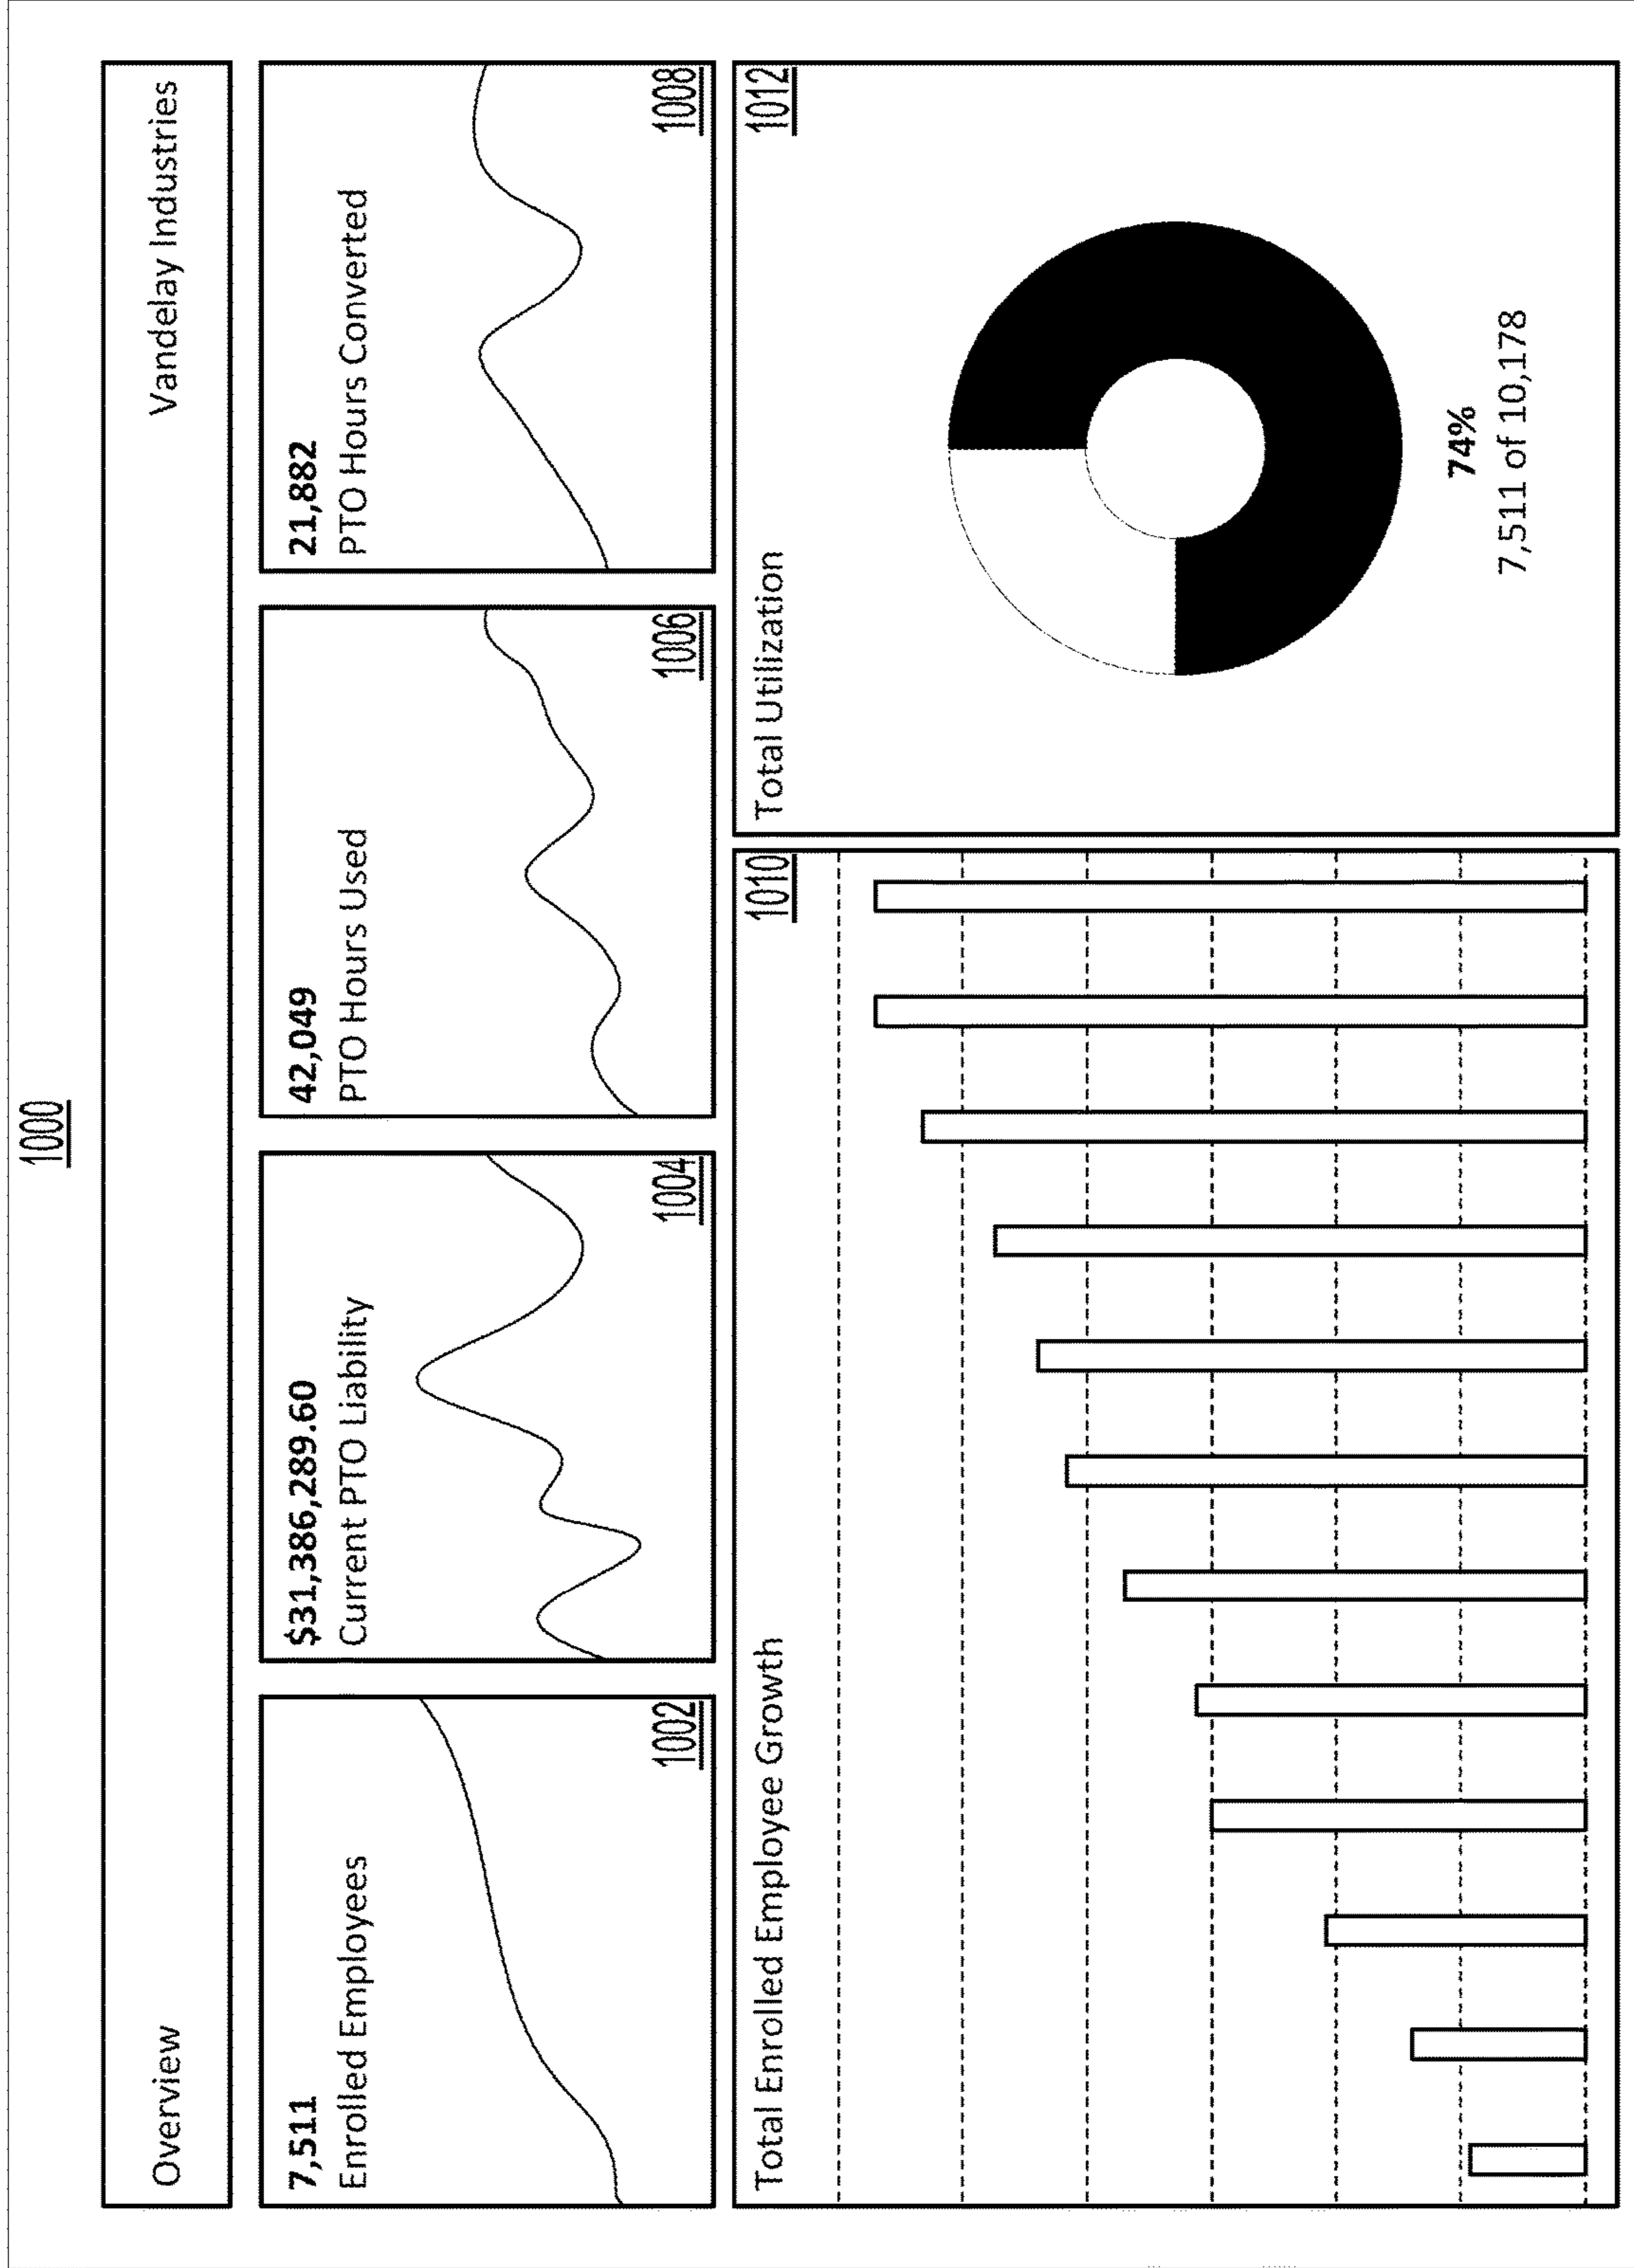 1000
Overview
Vandelay Industries
7,511
Enrolled Employees
1002
$31,386,289.60
Current PTO Liability
1004
42,049
PTO Hours Used
1006
21,882
PTO Hours Converted
1008
Total Enrolled Employee Growth
1010
Total Utilization
1012
74%
7,511 of 10,178